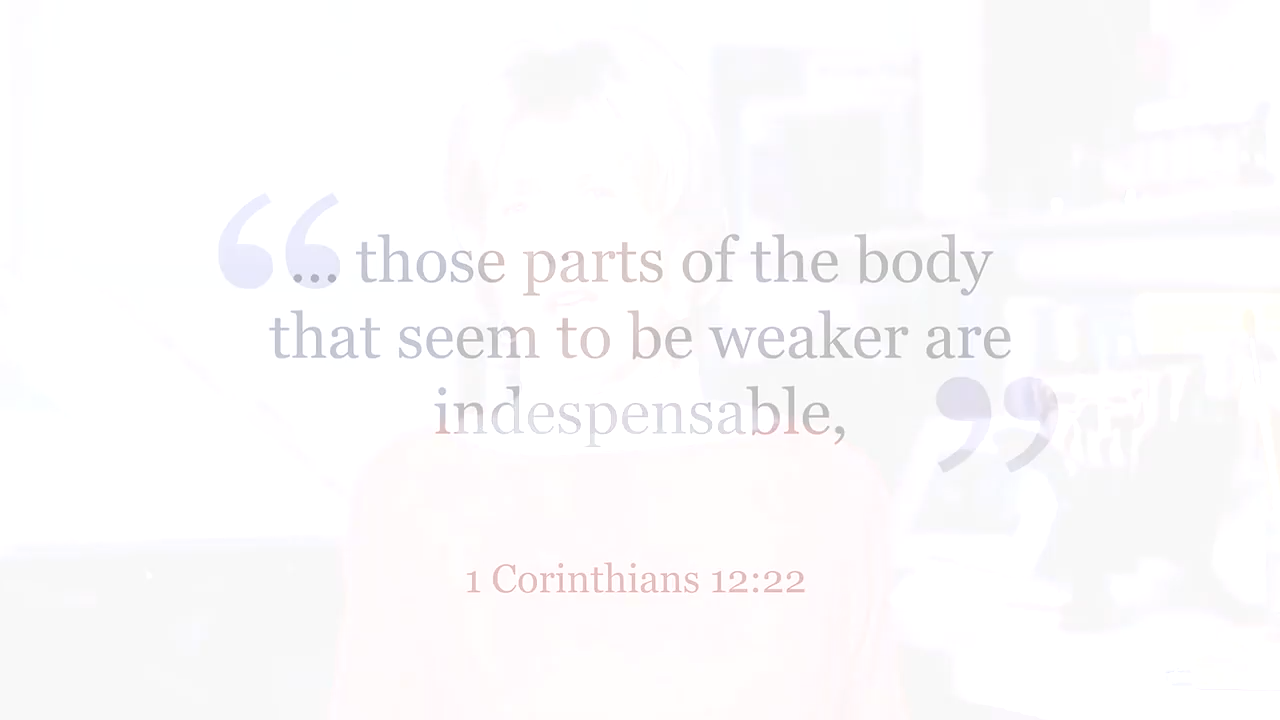 “... those parts of the body
that seem to be weaker are
indespensable, ”
1 Corinthians 12:22